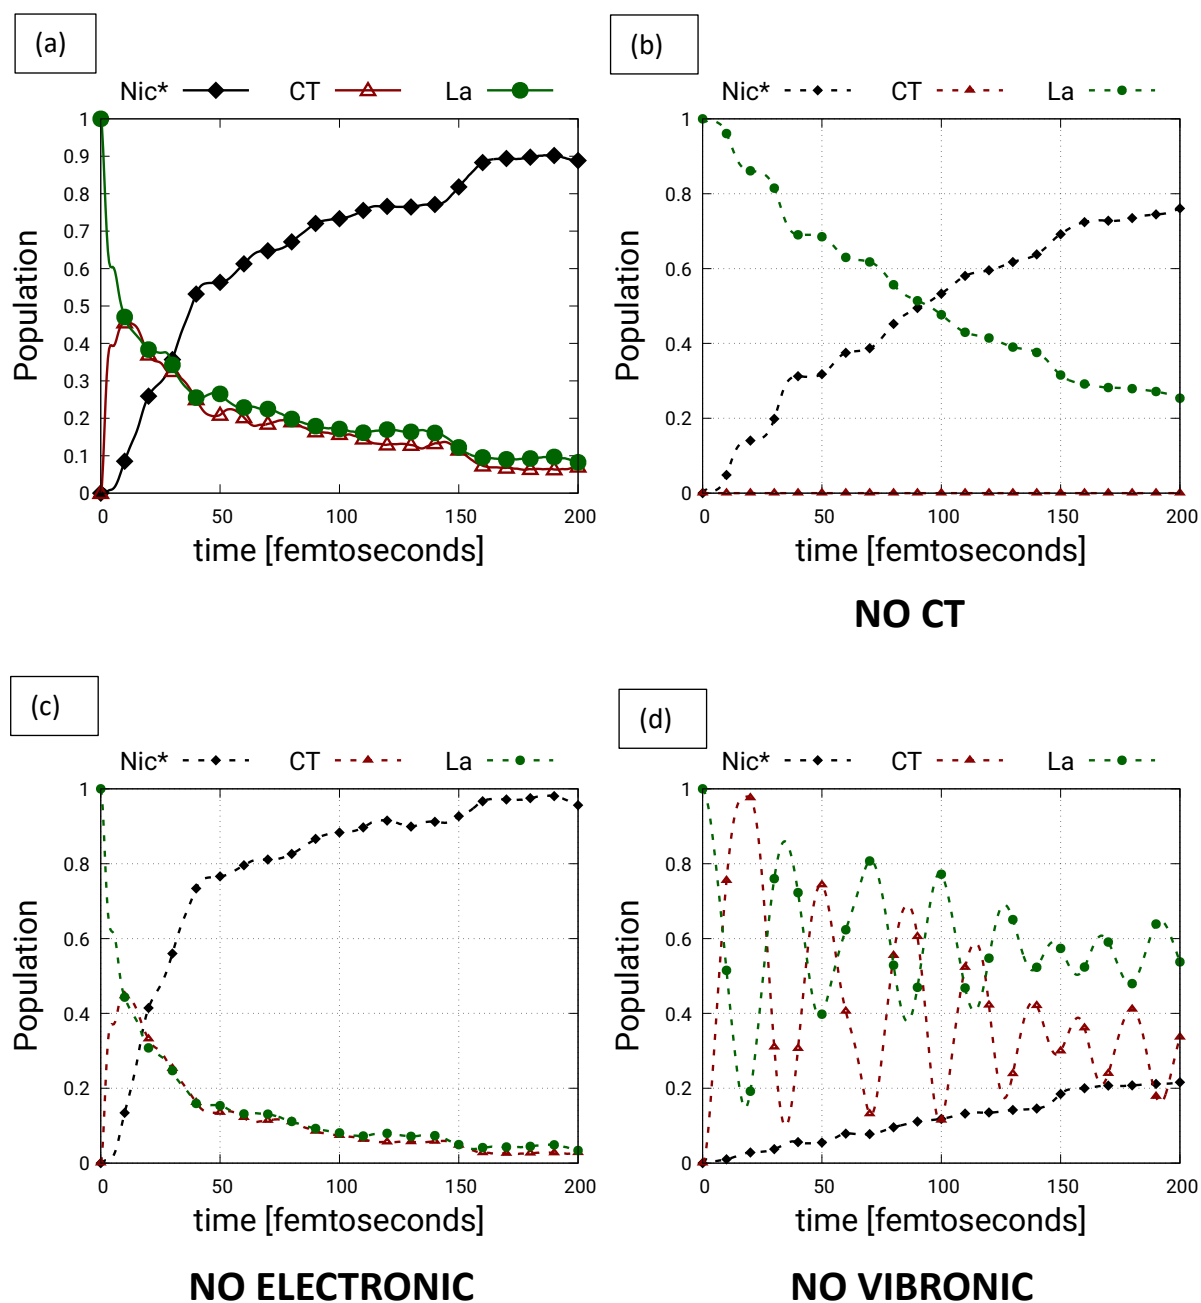 (a)
Nic* CT La
1
0.9
0.8
0.7
0.6
0.5
0.4
0.3
0.2
0.1
0
Population
0 50 100 150 200
time [femtoseconds]
(b)
Nic* CT La
1
0.8
0.6
0.4
0.2
0
Population
0 50 100 150 200
time [femtoseconds]
NO CT
(c)
Nic* CT La
1
0.8
0.6
0.4
0.2
0
Population
0 50 100 150 200
time [femtoseconds]
NO ELECTRONIC
(d)
Nic* CT La
1
0.8
0.6
0.4
0.2
0
Population
0 50 100 150 200
time [femtoseconds]
NO VIBRONIC